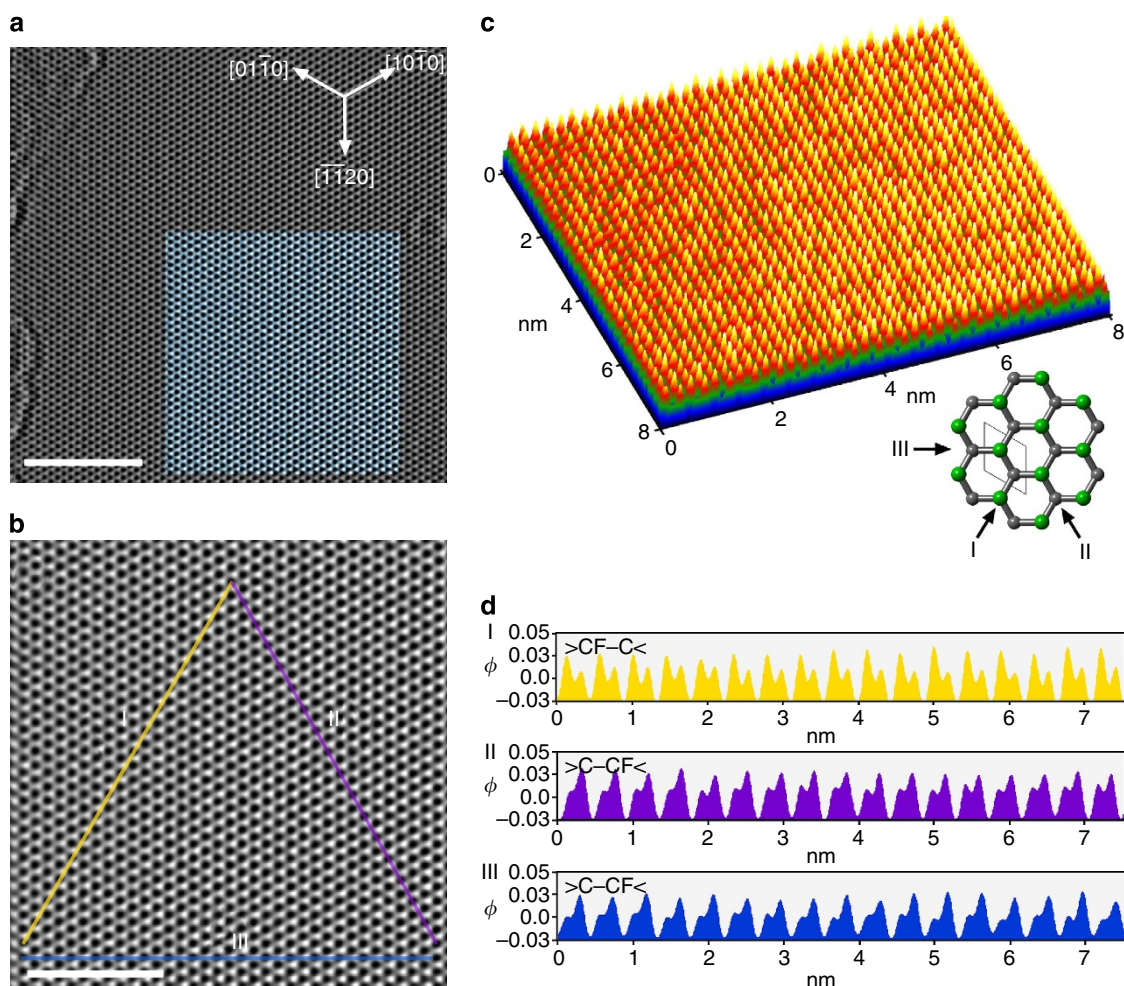 a
[01̅1̅0]
[101̅0]
[1̅1̅20]
b
I
II
III
c
0
2
4
6
8
nm
0
2
4
6
8
nm
III
I
II
d
I
>CF–C<
0.05
0.03
0.0
–0.03
ϕ
0 1 2 3 4 5 6 7
nm
II
>C–CF<
0.05
0.03
0.0
–0.03
ϕ
0 1 2 3 4 5 6 7
nm
III
>C–CF<
0.05
0.03
0.0
–0.03
ϕ
0 1 2 3 4 5 6 7
nm